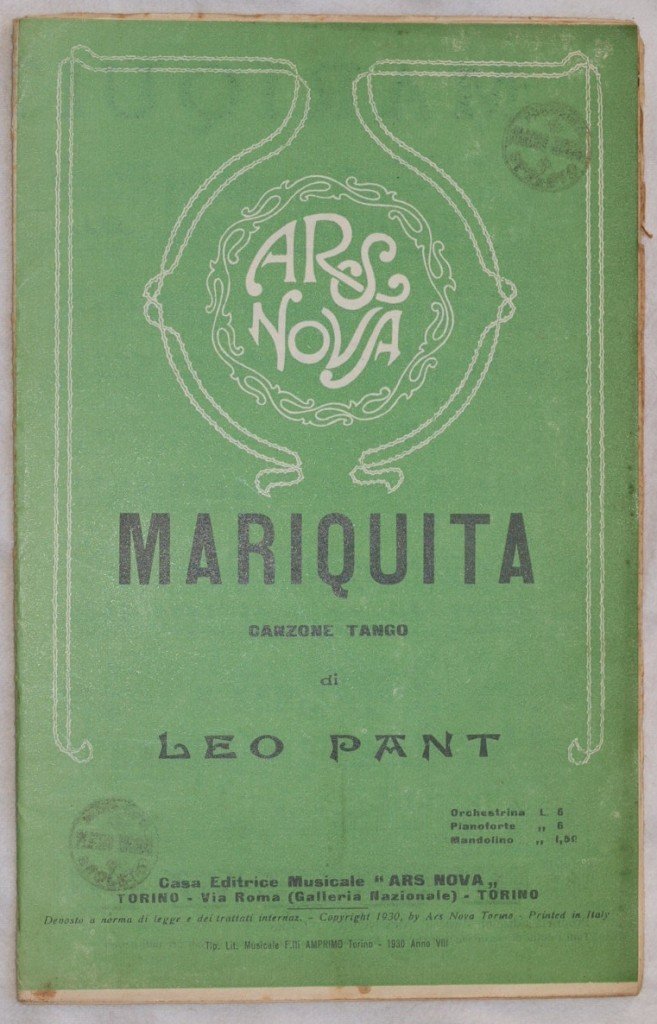 ARS
NOVA
MARIQUITA
CANZONE TANGO
di
LEO PANT
Orchestrina L. 6
Pianoforte „ 6
Mandolino „ 1,50
Casa Editrice Musicale "ARS NOVA„
TORINO - Via Roma (Galleria Nazionale) - TORINO
Deposto a norma di legge e dei trattati internaz. - Copyright 1930, by Ars Nova Torino - Printed in Italy
Tip. Lit. Musicale F.lli AMPRIMO Torino - 1930 Anno VIII